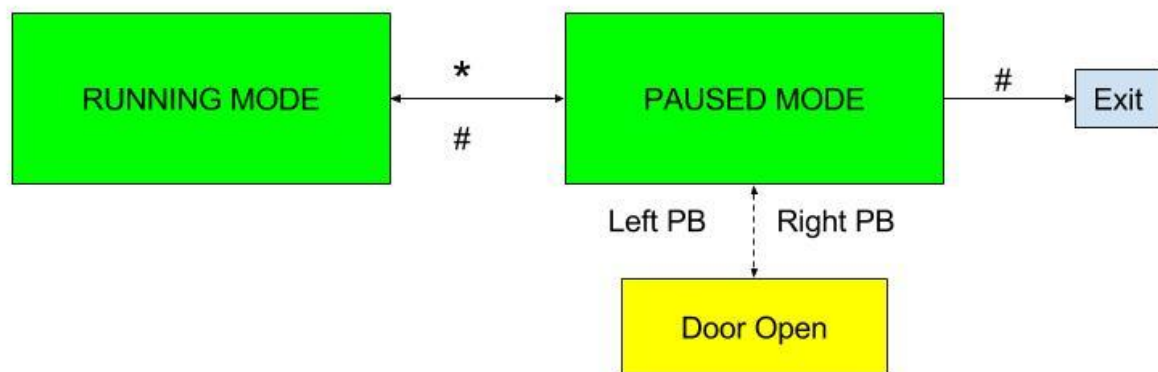 RUNNING MODE
*
#
PAUSED MODE
#
Exit
Left PB
Right PB
Door Open